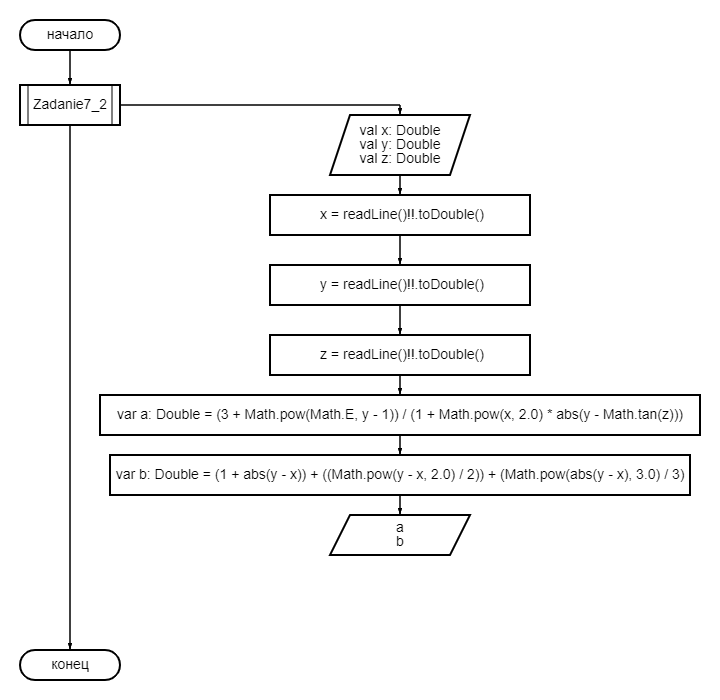 начало
Zadanie7_2
val x: Double
val y: Double
val z: Double
x = readLine()!!.toDouble()
y = readLine()!!.toDouble()
z = readLine()!!.toDouble()
var a: Double = (3 + Math.pow(Math.E, y - 1)) / (1 + Math.pow(x, 2.0) * abs(y - Math.tan(z)))
var b: Double = (1 + abs(y - x)) + ((Math.pow(y - x, 2.0) / 2)) + (Math.pow(abs(y - x), 3.0) / 3)
a
b
конец